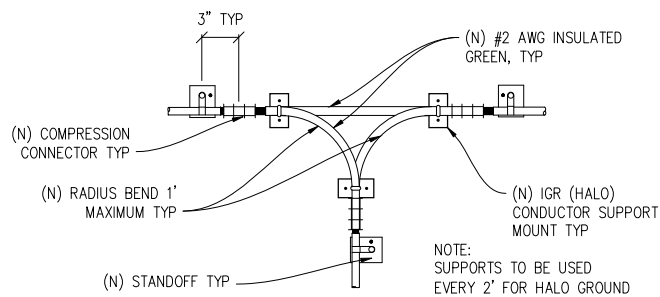 3" TYP
(N) #2 AWG INSULATED
GREEN, TYP
(N) COMPRESSION
CONNECTOR TYP
(N) RADIUS BEND 1'
MAXIMUM TYP
(N) IGR (HALO)
CONDUCTOR SUPPORT
MOUNT TYP
(N) STANDOFF TYP
NOTE:
SUPPORTS TO BE USED
EVERY 2' FOR HALO GROUND